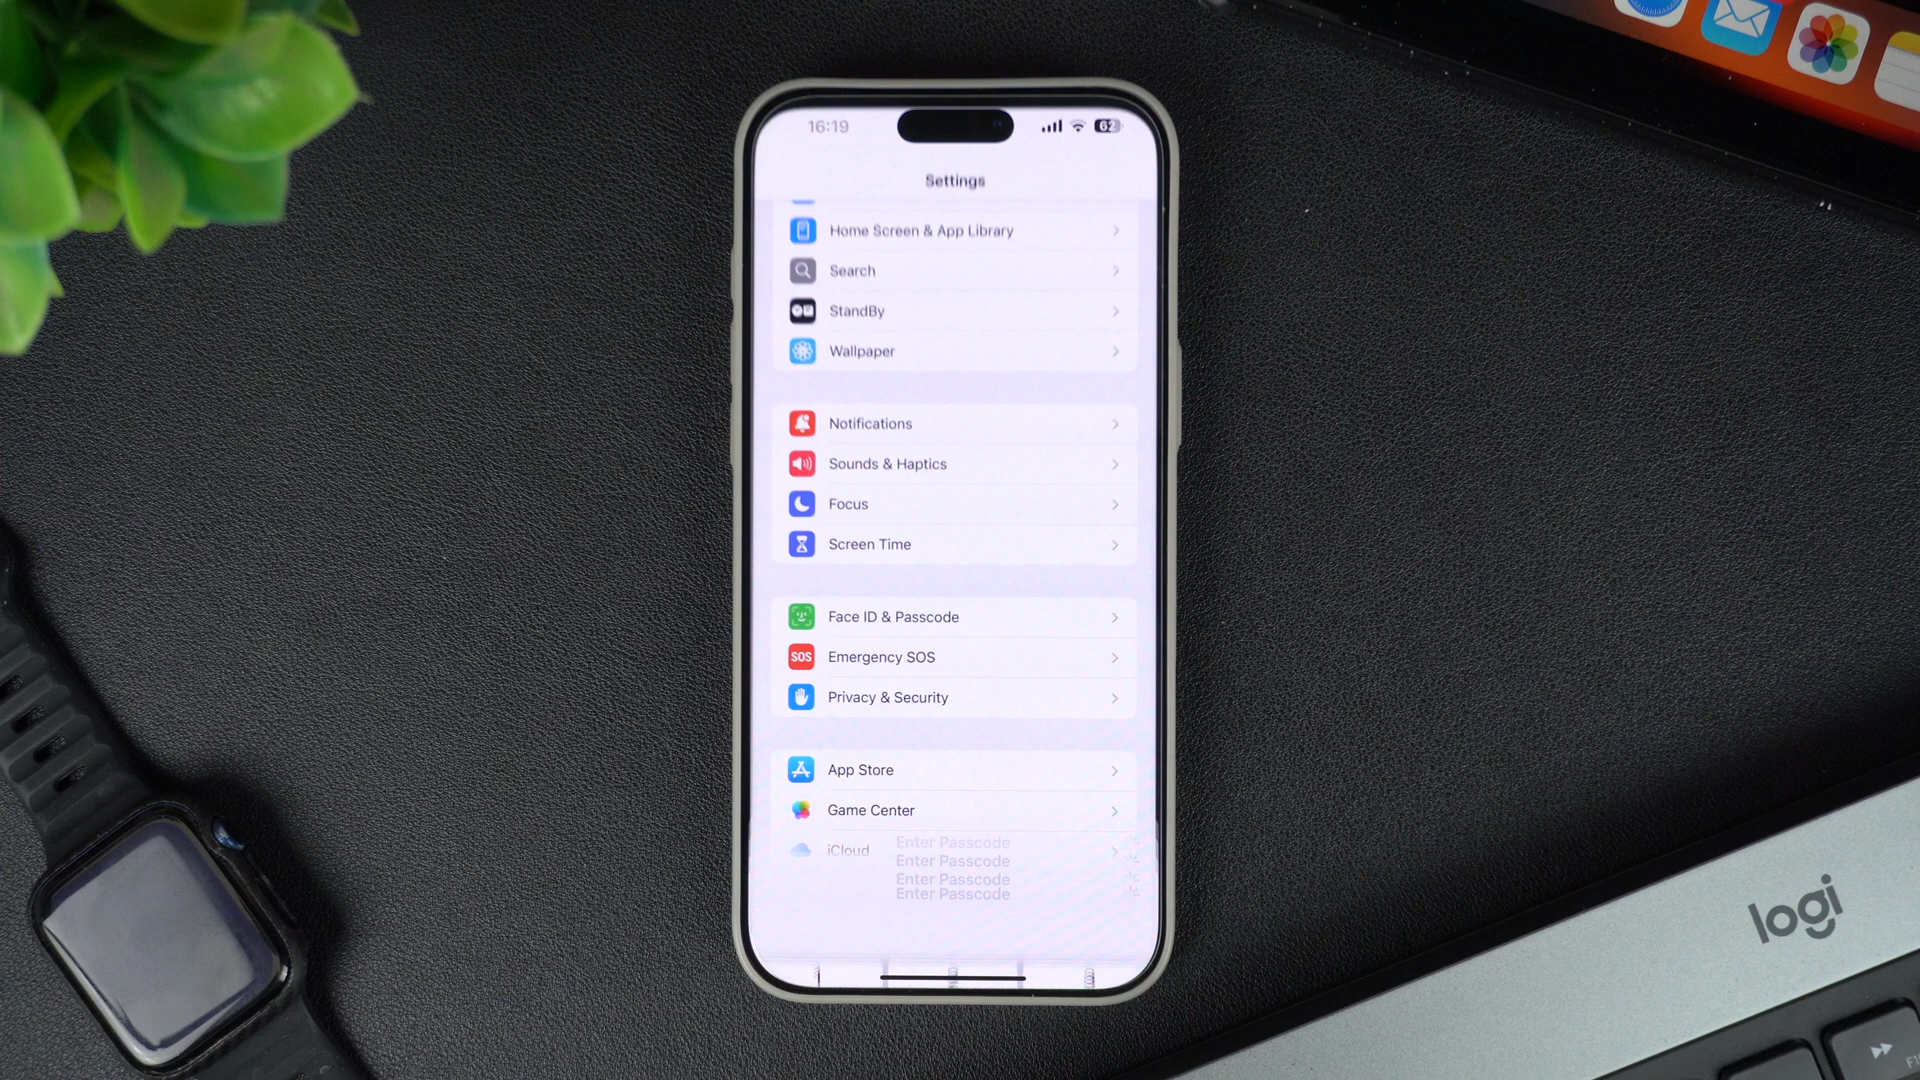 16:19
62
Settings
Home Screen & App Library
Search
StandBy
Wallpaper
Notifications
Sounds & Haptics
Focus
Screen Time
Face ID & Passcode
SOS
Emergency SOS
Privacy & Security
App Store
Game Center
iCloud
Enter Passcode
Enter Passcode
Enter Passcode
Enter Passcode
logi